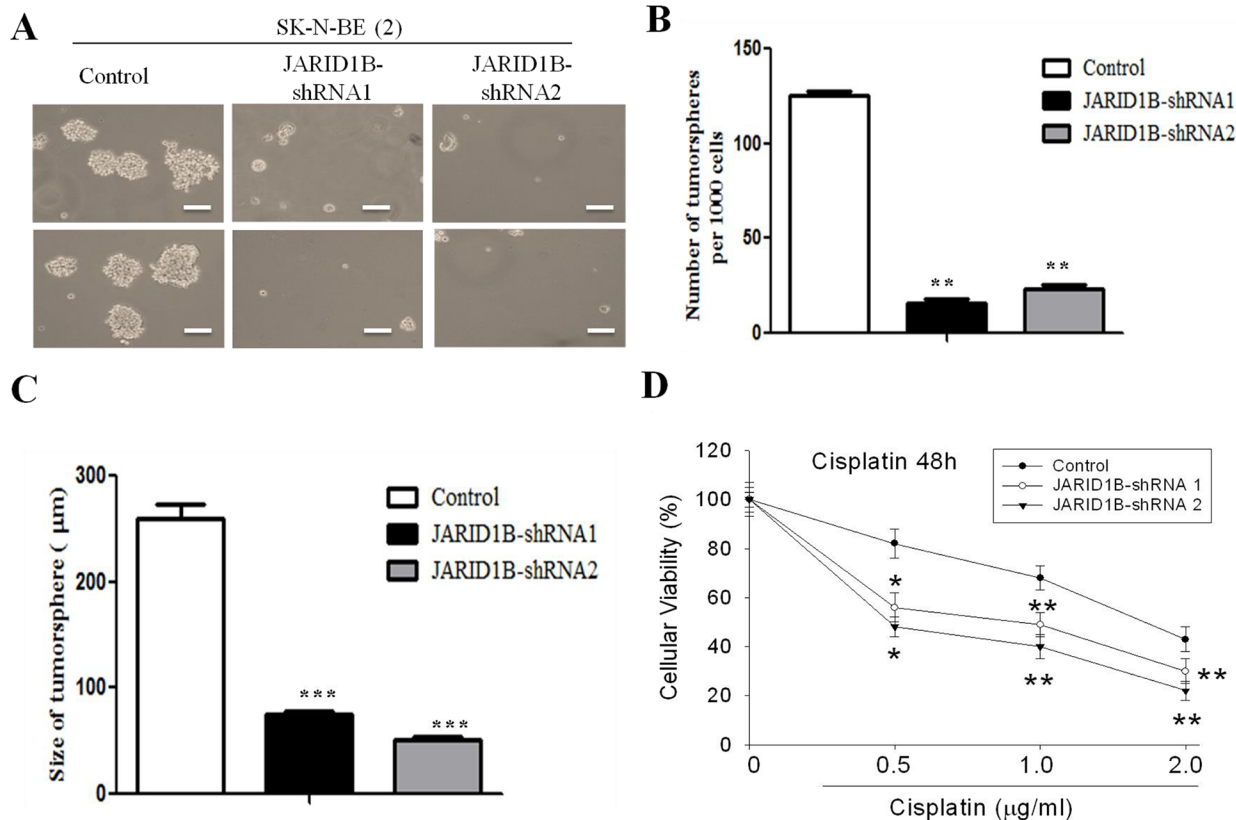 A
SK-N-BE (2)
Control
JARID1B-
shRNA1
JARID1B-
shRNA2
B
Number of tumorspheres
per 1000 cells
150
100
50
0
Control
JARID1B-shRNA1
JARID1B-shRNA2
**
**
C
Size of tumorsphere ( μm)
300
200
100
0
Control
JARID1B-shRNA1
JARID1B-shRNA2
***
***
D
Cellular Viability (%)
120
100
80
60
40
20
0
Cisplatin 48h
Control
JARID1B-shRNA 1
JARID1B-shRNA 2
*
*
**
**
**
**
0
0.5
1.0
2.0
Cisplatin (μg/ml)